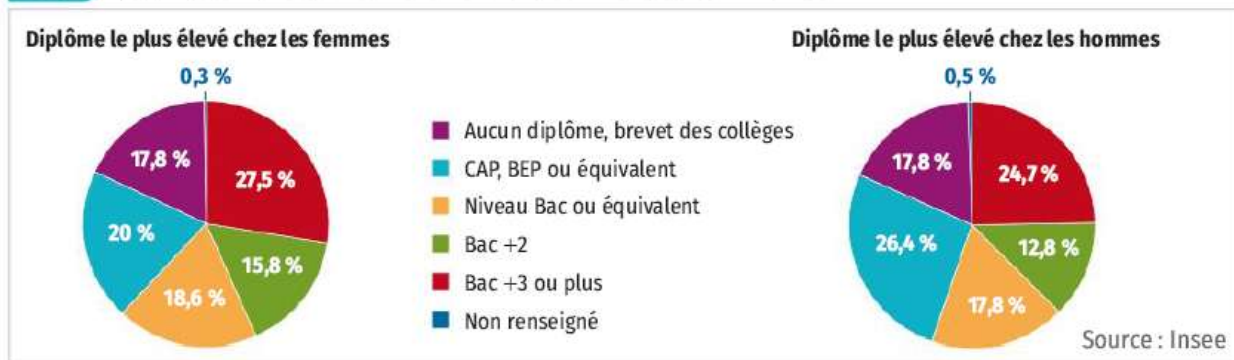 Diplôme le plus élevé chez les femmes
0,3 %
17,8 %
27,5 %
20 %
15,8 %
18,6 %
Aucun diplôme, brevet des collèges
CAP, BEP ou équivalent
Niveau Bac ou équivalent
Bac +2
Bac +3 ou plus
Non renseigné
Diplôme le plus élevé chez les hommes
0,5 %
17,8 %
24,7 %
26,4 %
12,8 %
17,8 %
Source : Insee